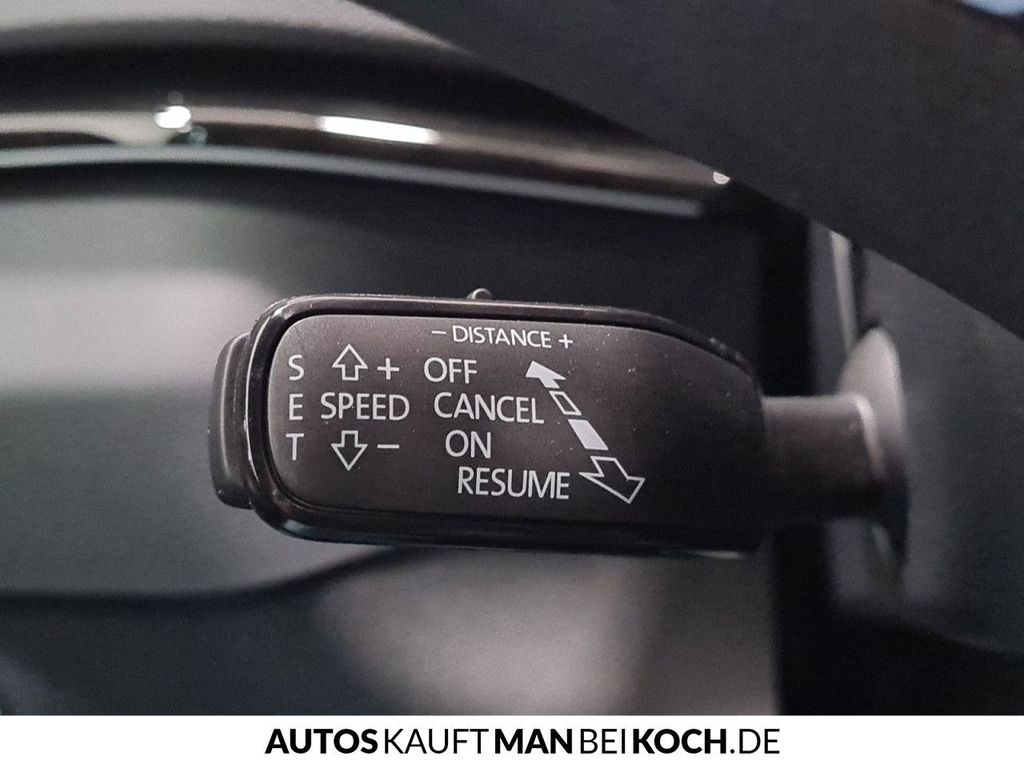 − DISTANCE +
S + OFF
E SPEED CANCEL
T − ON
RESUME
AUTOSKAUFTMANBEIKOCH.DE